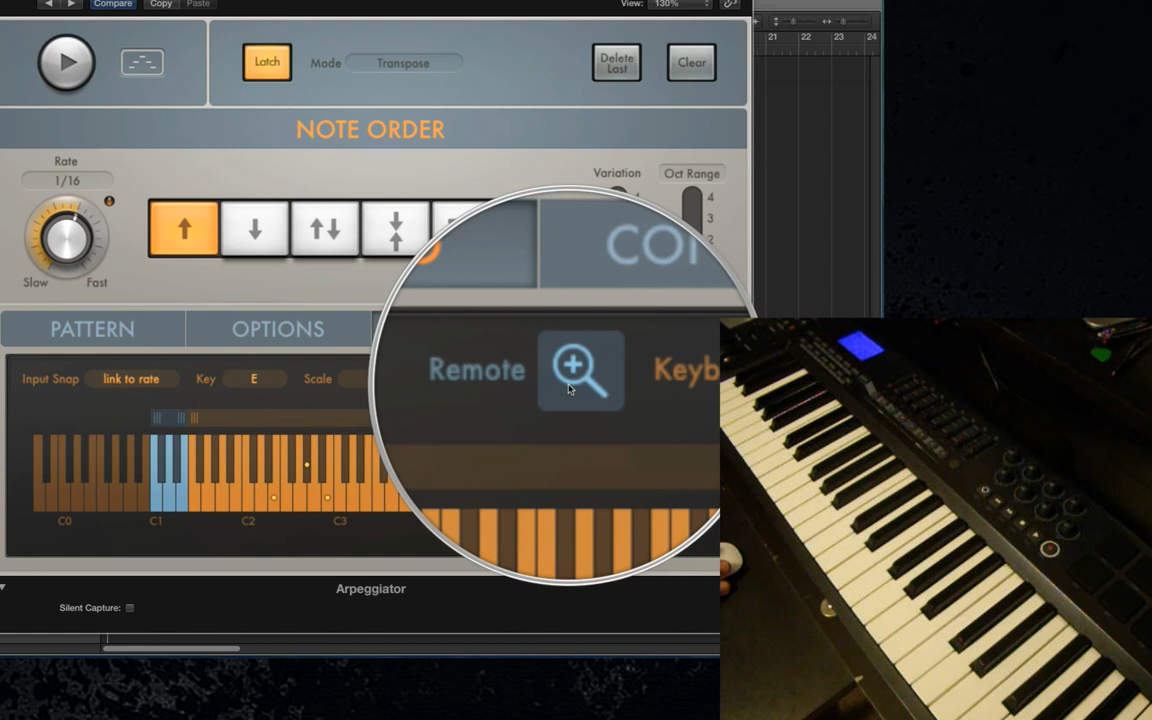 Compare Copy Paste View: 130%
21 22 23 24
Latch Mode Transpose Delete Last Clear
NOTE ORDER
Rate
1/16
Variation Oct Range
4
3
2
Slow Fast
PATTERN OPTIONS
Input Snap link to rate Key E Scale
Remote
C0 C1 C2 C3
Arpeggiator
Silent Capture: